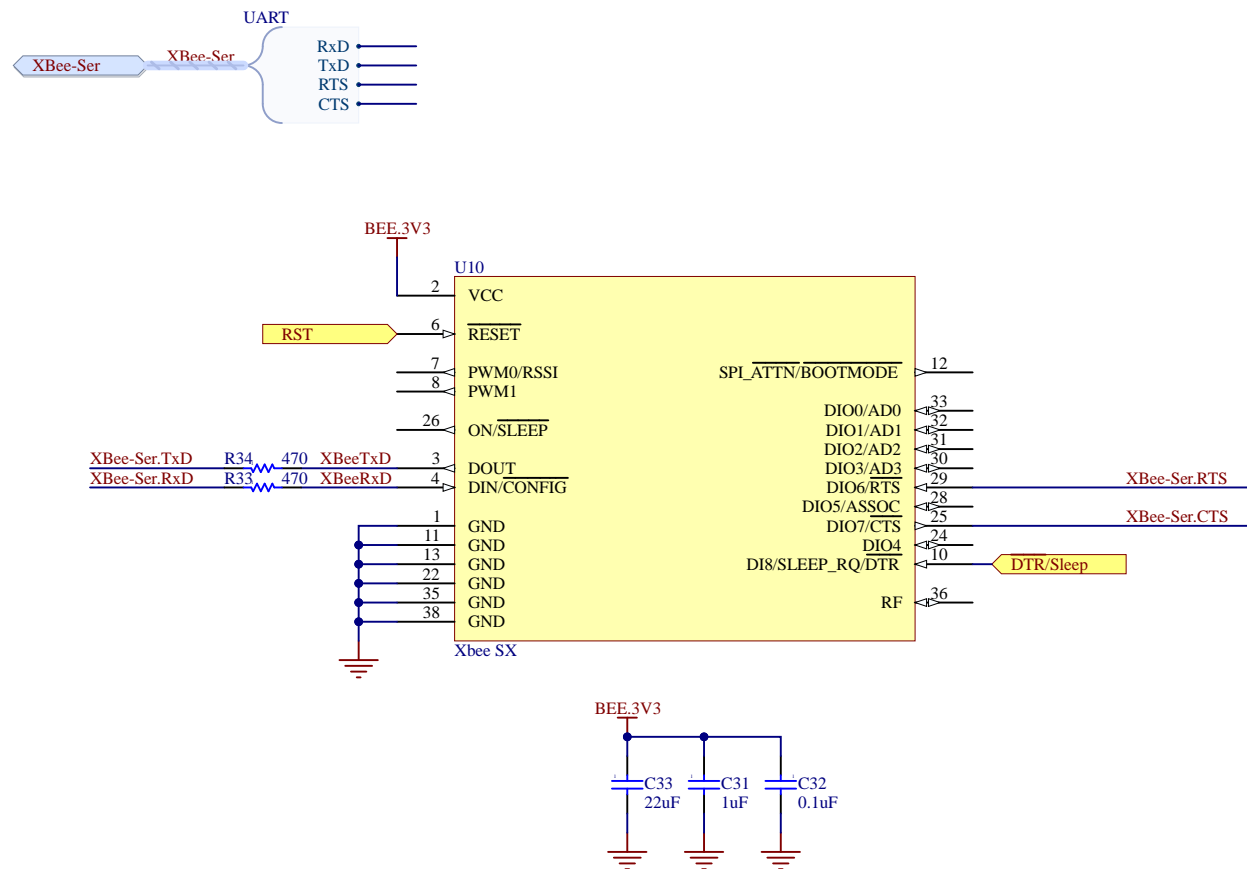 UART
XBee-Ser
XBee-Ser
RxD
TxD
RTS
CTS
BEE.3V3
U10
2 VCC
RST 6 RESET
7 PWM0/RSSI
8 PWM1
26 ON/SLEEP
XBee-Ser.TxD R34 470 XBeeTxD 3 DOUT
XBee-Ser.RxD R33 470 XBeeRxD 4 DIN/CONFIG
1 GND
11 GND
13 GND
22 GND
35 GND
38 GND
SPI_ATTN/BOOTMODE 12
DIO0/AD0 33
DIO1/AD1 32
DIO2/AD2 31
DIO3/AD3 30
DIO6/RTS 29 XBee-Ser.RTS
DIO5/ASSOC 28
DIO7/CTS 25 XBee-Ser.CTS
DIO4 24
DI8/SLEEP_RQ/DTR 10 DTR/Sleep
RF 36
Xbee SX
BEE.3V3
C33
22uF
C31
1uF
C32
0.1uF